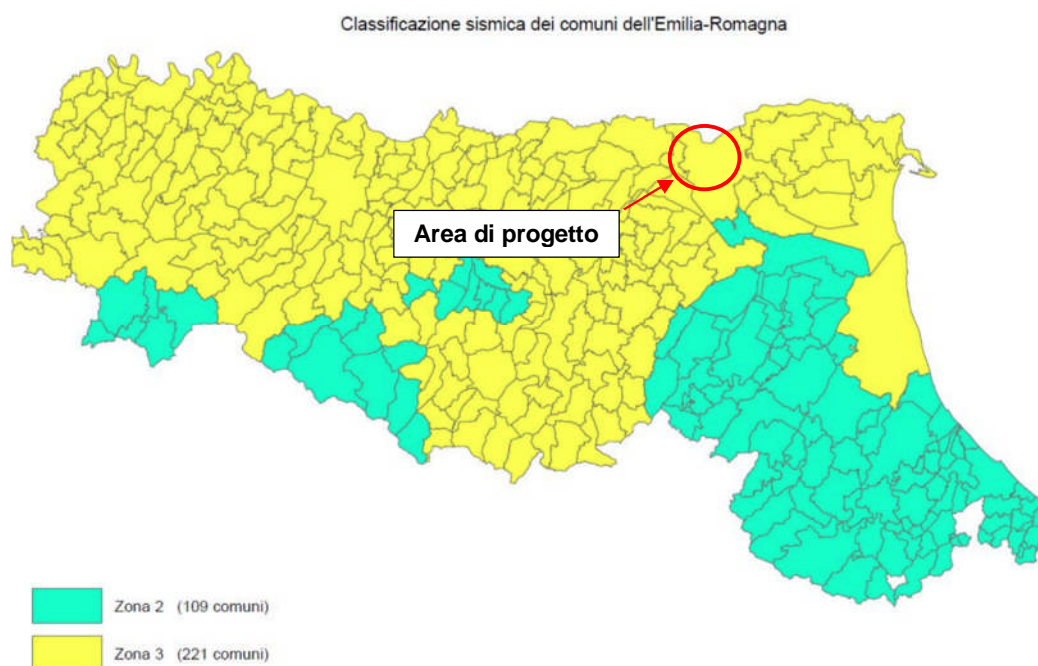 Classificazione sismica dei comuni dell'Emilia-Romagna
Area di progetto
Zona 2 (109 comuni)
Zona 3 (221 comuni)